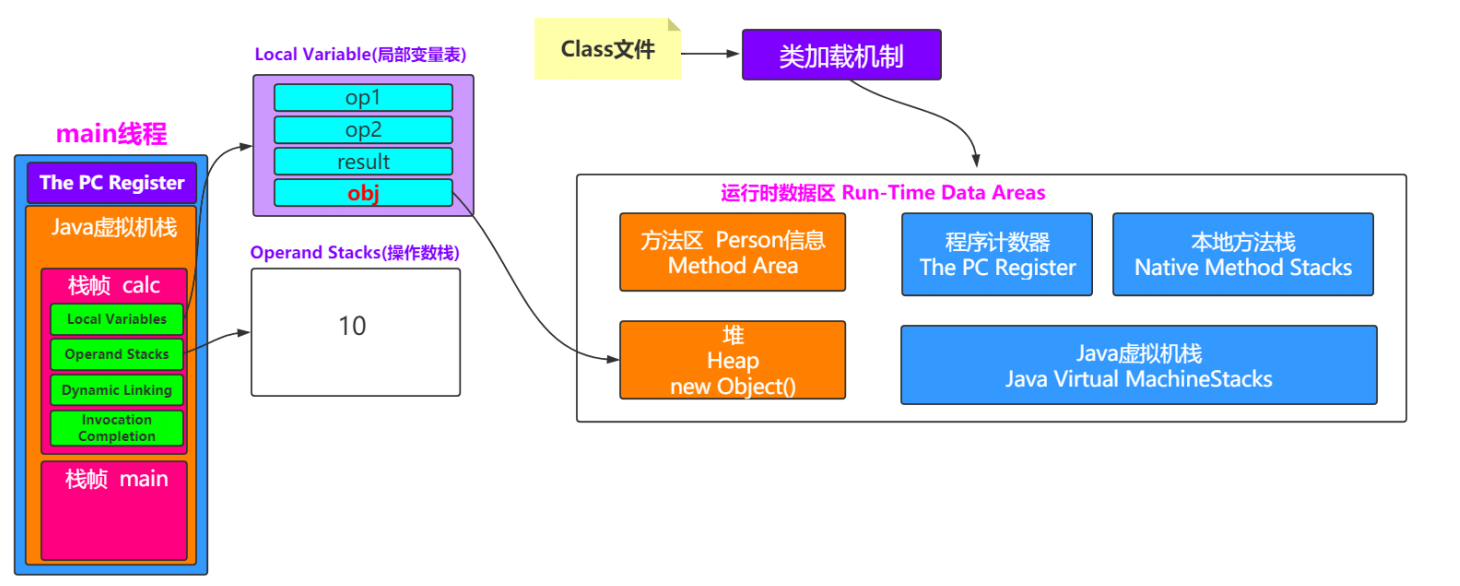 Class文件
类加载机制
Local Variable(局部变量表)
op1
op2
result
obj
main线程
The PC Register
Java虚拟机栈
栈帧 calc
Local Variables
Operand Stacks
Dynamic Linking
Invocation
Completion
栈帧 main
Operand Stacks(操作数栈)
10
运行时数据区 Run-Time Data Areas
方法区 Person信息
Method Area
程序计数器
The PC Register
本地方法栈
Native Method Stacks
堆
Heap
new Object()
Java虚拟机栈
Java Virtual MachineStacks